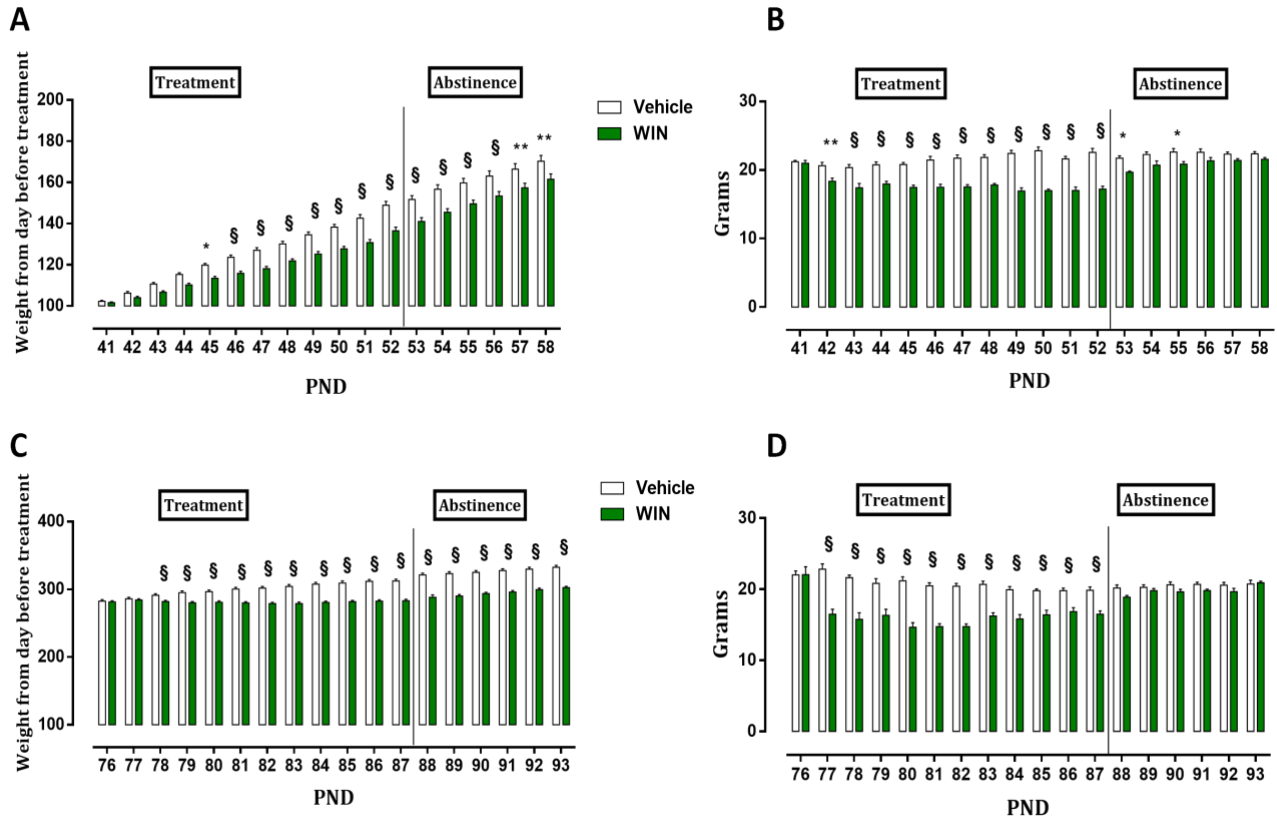 A
Treatment
Abstinence
Vehicle
WIN
Weight from day before treatment
200
180
160
140
120
100
* § § § § § § § § § § § ** **
41 42 43 44 45 46 47 48 49 50 51 52 53 54 55 56 57 58
PND
B
Treatment
Abstinence
Grams
30
20
10
0
** § § § § § § § § § § * *
41 42 43 44 45 46 47 48 49 50 51 52 53 54 55 56 57 58
PND
C
Treatment
Abstinence
Vehicle
WIN
Weight from day before treatment
400
300
200
100
§ § § § § § § § § § § § § § § §
76 77 78 79 80 81 82 83 84 85 86 87 88 89 90 91 92 93
PND
D
Treatment
Abstinence
Grams
30
20
10
0
§ § § § § § § § § § §
76 77 78 79 80 81 82 83 84 85 86 87 88 89 90 91 92 93
PND